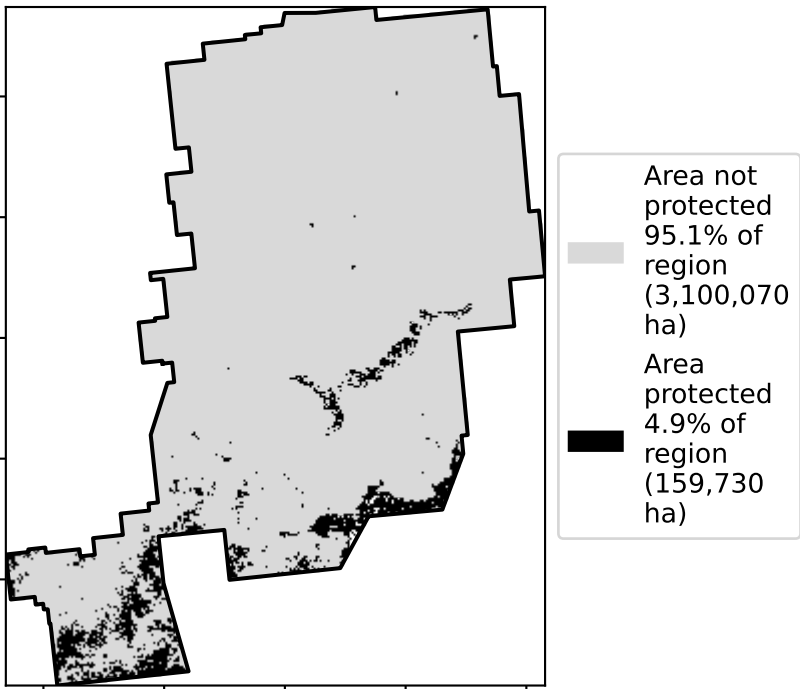 Area not
protected
95.1% of
region
(3,100,070
ha)
Area
protected
4.9% of
region
(159,730
ha)